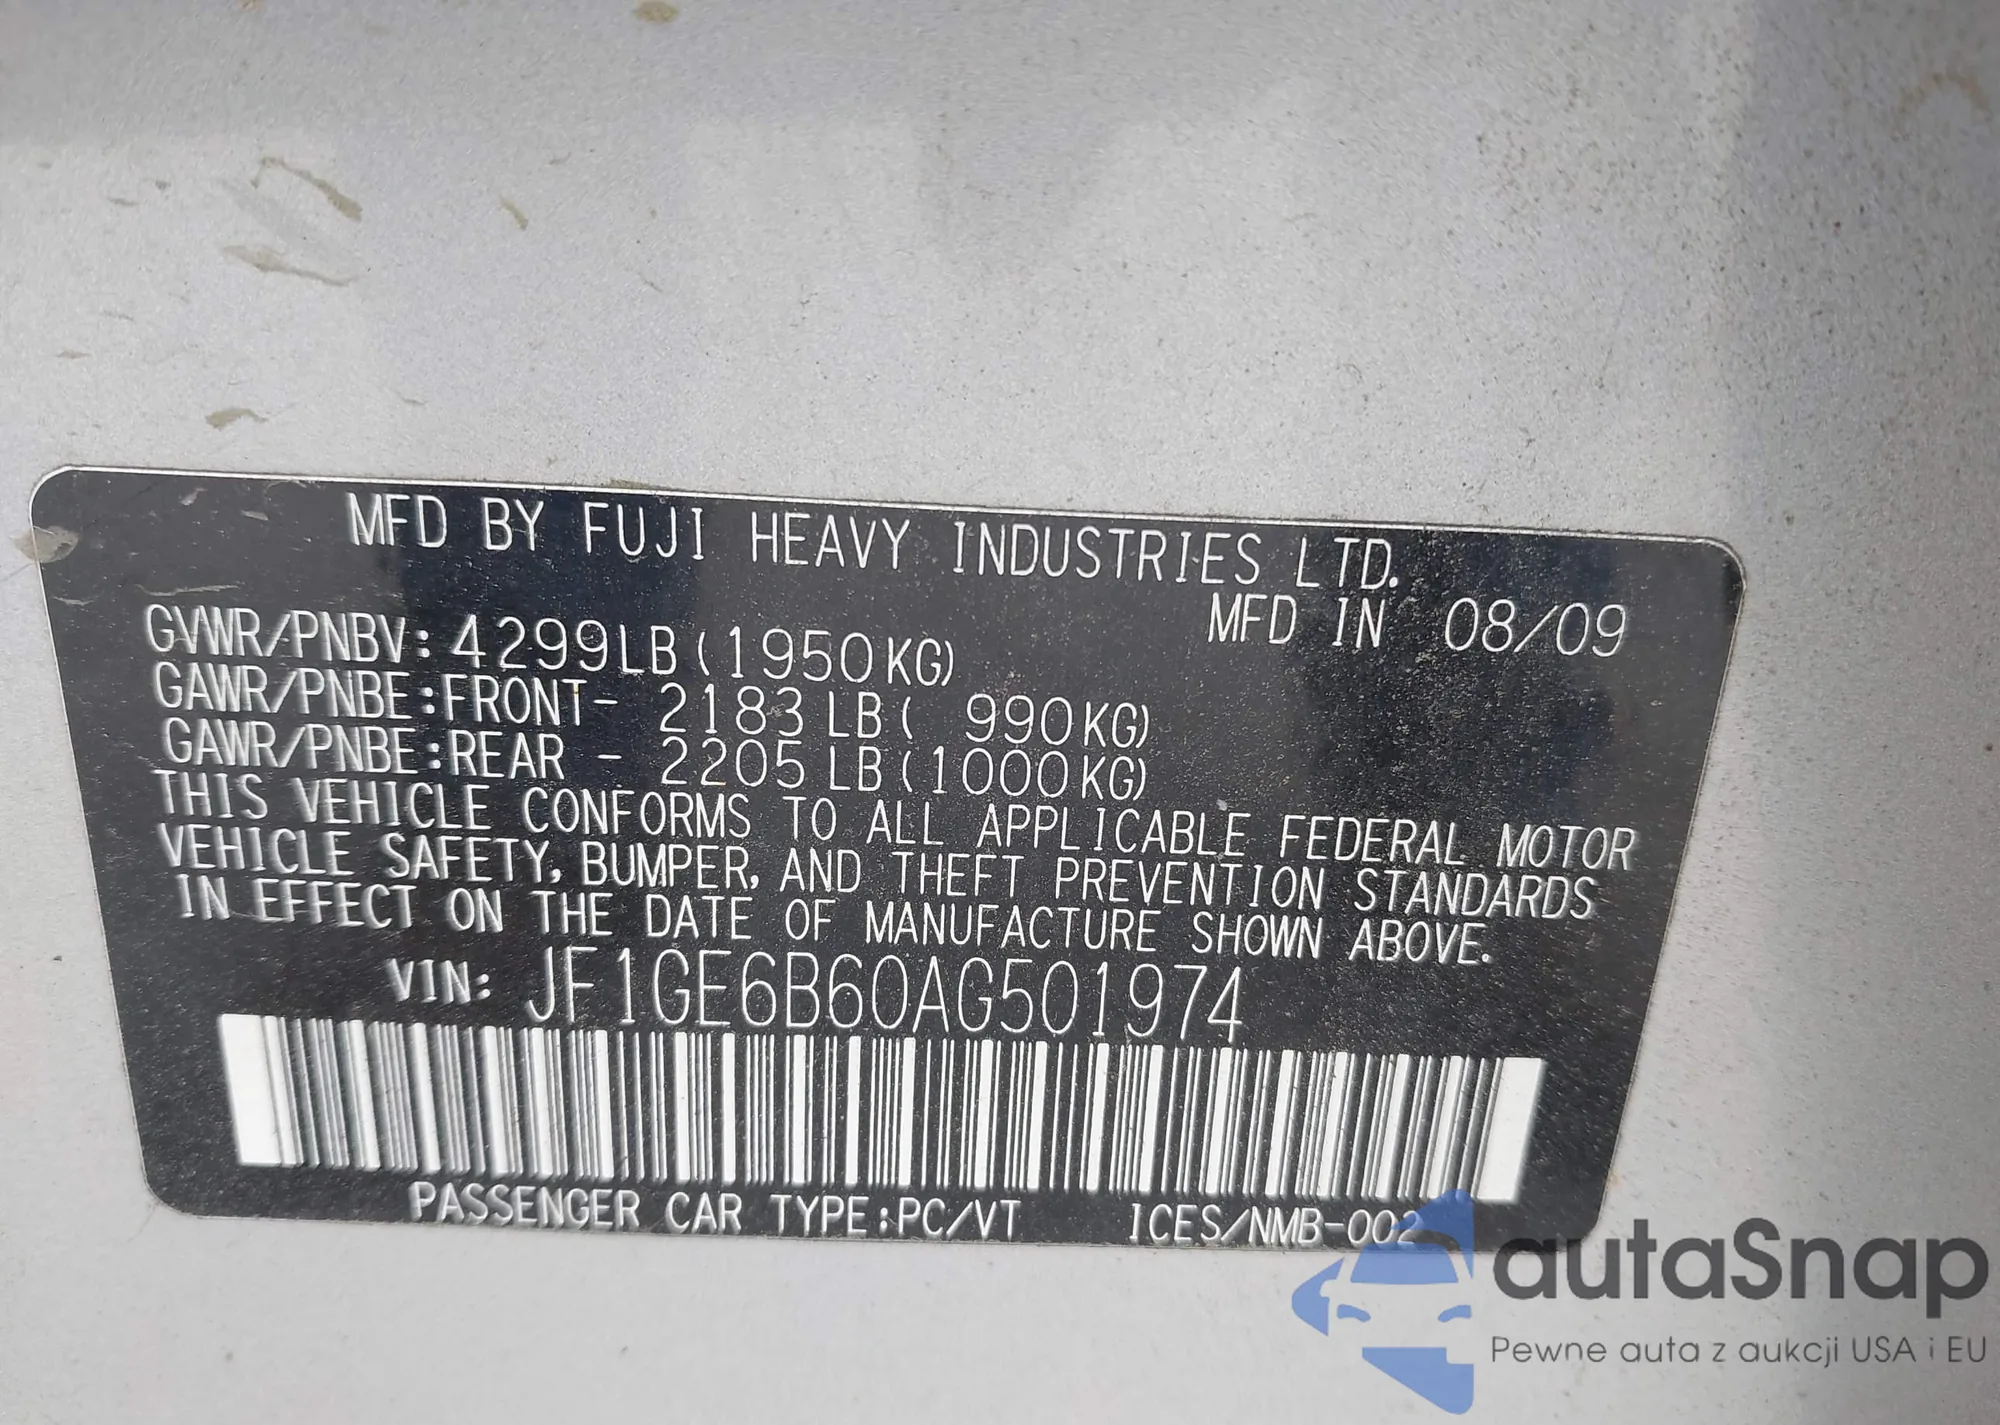 MFD BY FUJI HEAVY INDUSTRIES LTD.
MFD IN 08/09
GVWR/PNBV: 4299LB(1950KG)
GAWR/PNBE:FRONT- 2183LB( 990KG)
GAWR/PNBE:REAR - 2205LB(1000KG)
THIS VEHICLE CONFORMS TO ALL APPLICABLE FEDERAL MOTOR
VEHICLE SAFETY, BUMPER, AND THEFT PREVENTION STANDARDS
IN EFFECT ON THE DATE OF MANUFACTURE SHOWN ABOVE.
VIN: JF1GE6B60AG501974
PASSENGER CAR TYPE:PC/VT ICES/NMB-002
autaSnap
Pewne auta z aukcji USA i EU